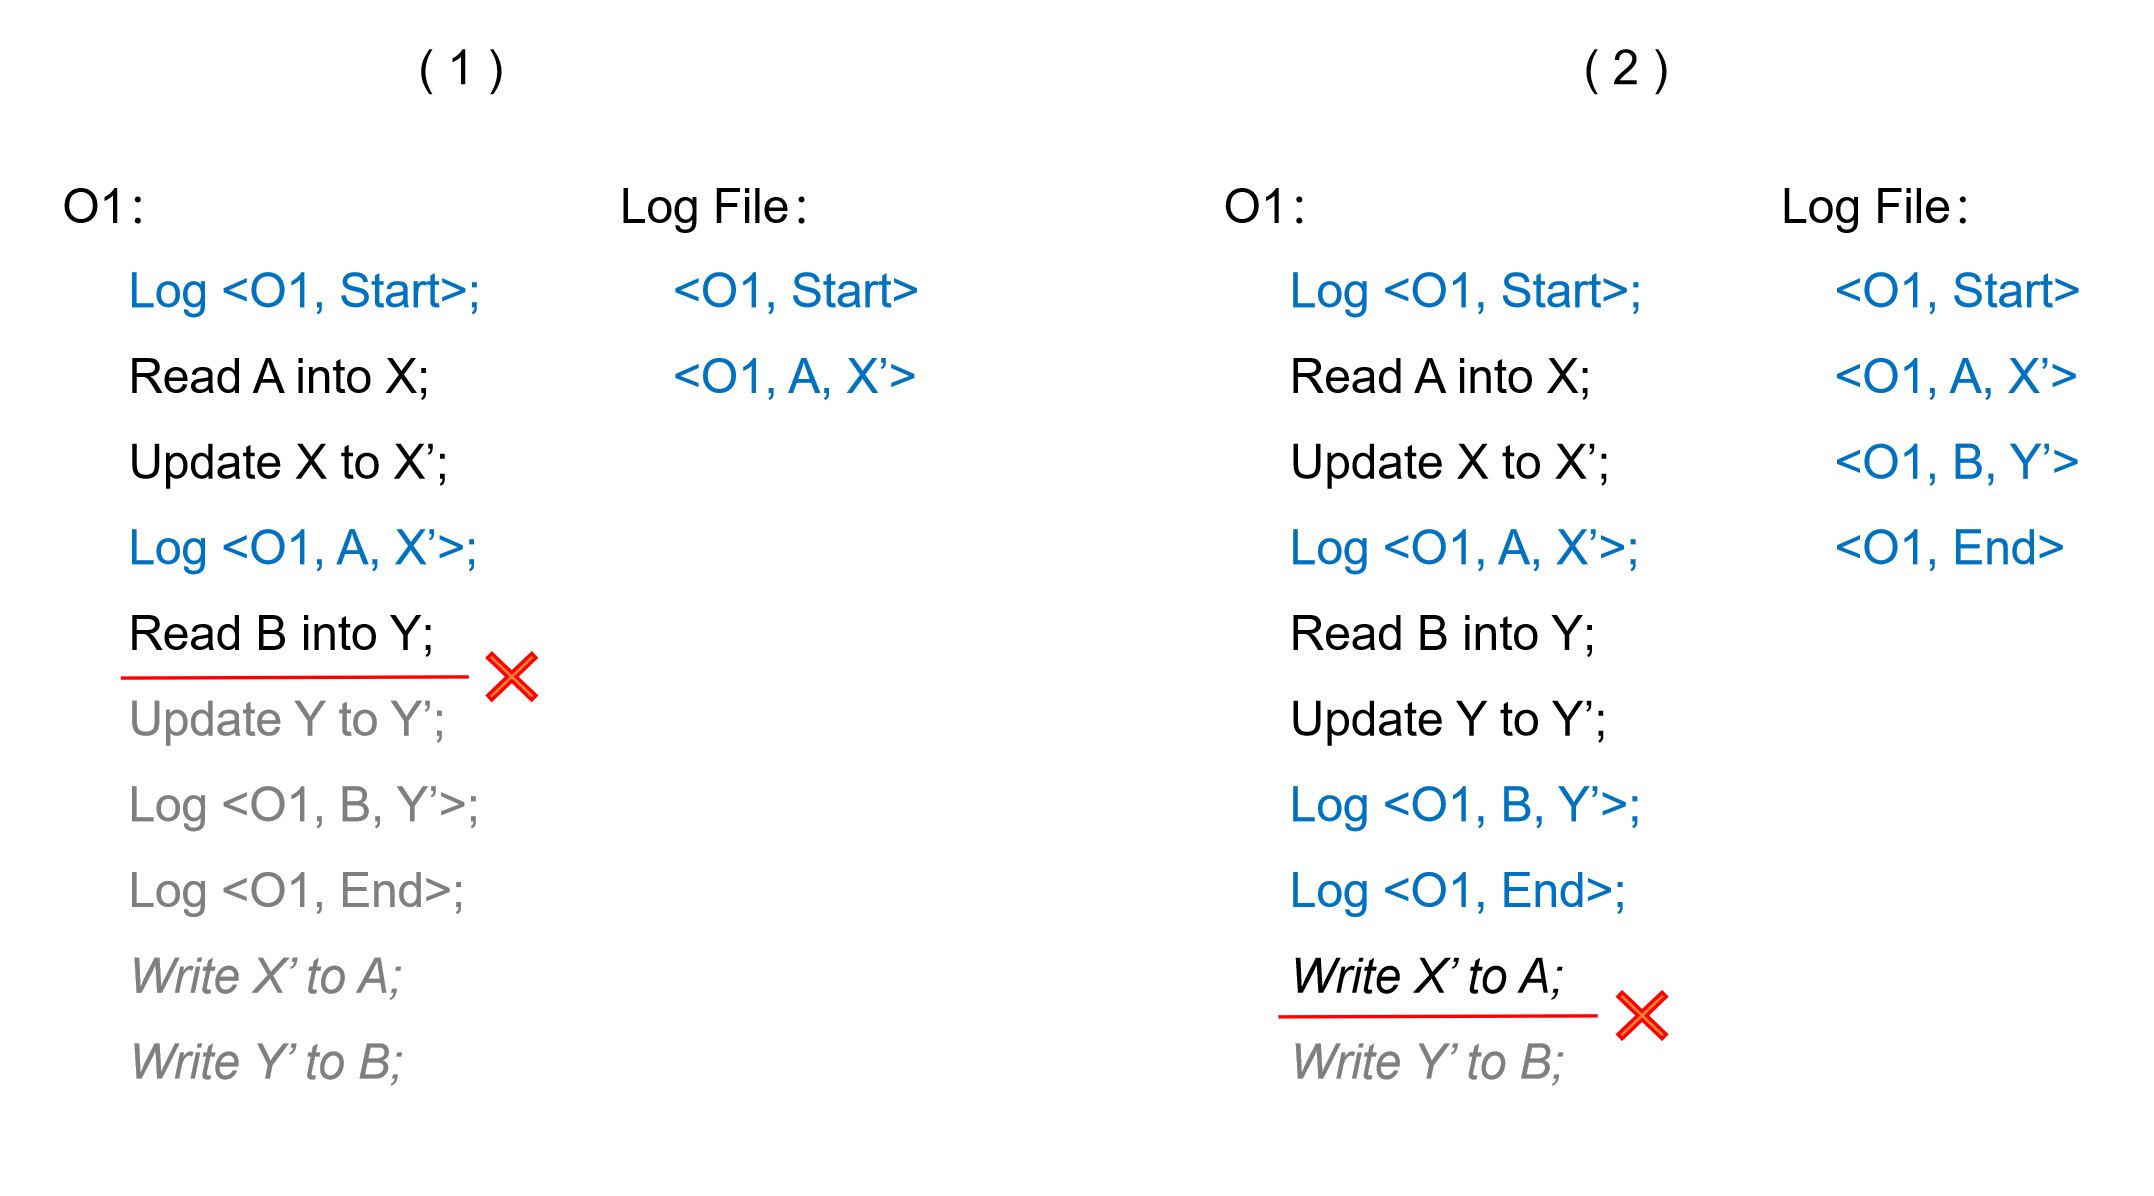 ( 1 )
O1:
Log <O1, Start>;
Read A into X;
Update X to X’;
Log <O1, A, X’>;
Read B into Y;
Update Y to Y’;
Log <O1, B, Y’>;
Log <O1, End>;
Write X’ to A;
Write Y’ to B;
Log File:
<O1, Start>
<O1, A, X’>
( 2 )
O1:
Log <O1, Start>;
Read A into X;
Update X to X’;
Log <O1, A, X’>;
Read B into Y;
Update Y to Y’;
Log <O1, B, Y’>;
Log <O1, End>;
Write X’ to A;
Write Y’ to B;
Log File:
<O1, Start>
<O1, A, X’>
<O1, B, Y’>
<O1, End>